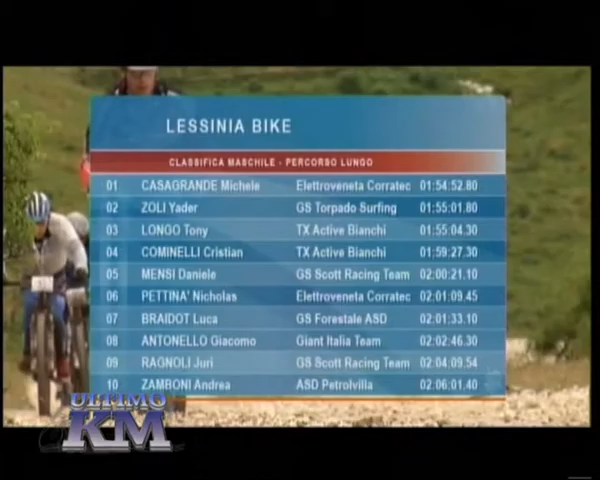 LESSINIA BIKE
CLASSIFICA MASCHILE - PERCORSO LUNGO
01 CASAGRANDE Michele Elettroveneta Corratec 01:54:52.80
02 ZOLI Yader GS Torpado Surfing 01:55:01.80
03 LONGO Tony TX Active Bianchi 01:55:04.30
04 COMINELLI Cristian TX Active Bianchi 01:59:27.30
05 MENSI Daniele GS Scott Racing Team 02:00:21.10
06 PETTINA' Nicholas Elettroveneta Corratec 02:01:09.45
07 BRAIDOT Luca GS Forestale ASD 02:01:33.10
08 ANTONELLO Giacomo Giant Italia Team 02:02:46.30
09 RAGNOLI Juri GS Scott Racing Team 02:04:09.54
10 ZAMBONI Andrea ASD Petrolvilla 02:06:01.40
ULTIMO
KM